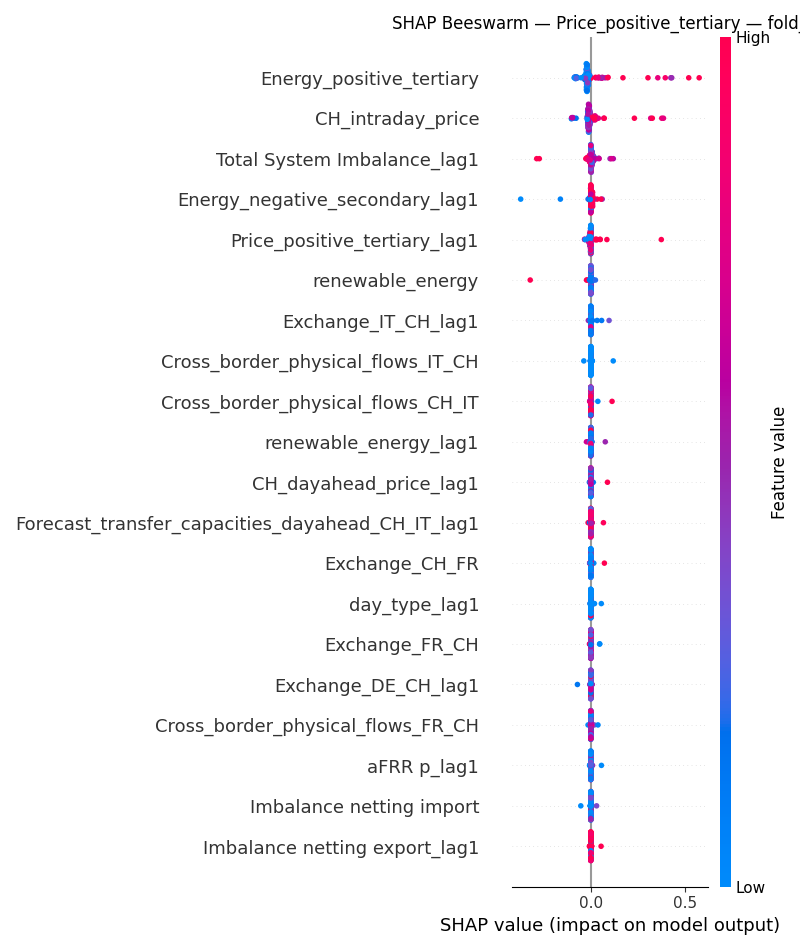 SHAP Beeswarm — Price_positive_tertiary — fold_
High
Energy_positive_tertiary
CH_intraday_price
Total System Imbalance_lag1
Energy_negative_secondary_lag1
Price_positive_tertiary_lag1
renewable_energy
Exchange_IT_CH_lag1
Cross_border_physical_flows_IT_CH
Cross_border_physical_flows_CH_IT
renewable_energy_lag1
CH_dayahead_price_lag1
Forecast_transfer_capacities_dayahead_CH_IT_lag1
Exchange_CH_FR
day_type_lag1
Exchange_FR_CH
Exchange_DE_CH_lag1
Cross_border_physical_flows_FR_CH
aFRR p_lag1
Imbalance netting import
Imbalance netting export_lag1
Feature value
Low
0.0 0.5
SHAP value (impact on model output)